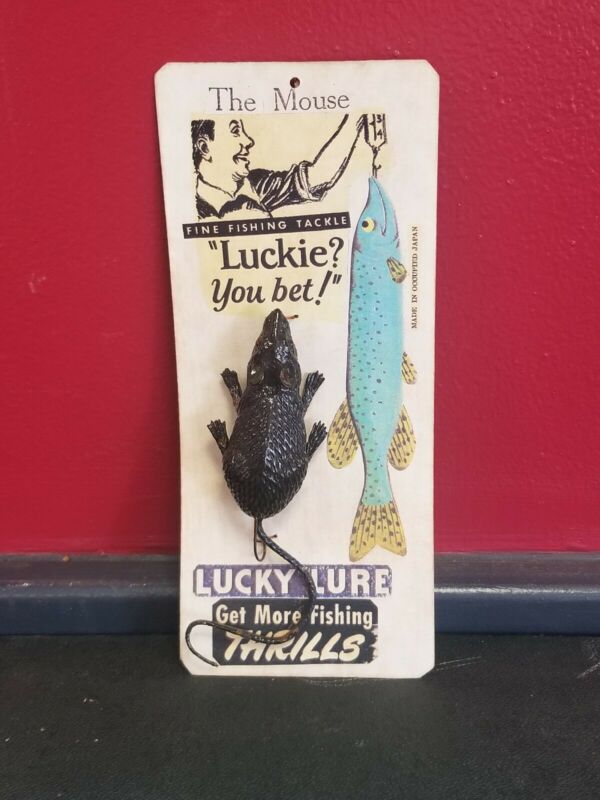 The Mouse
FINE FISHING TACKLE
"Luckie?
You bet!"
MADE IN OCCUPIED JAPAN
LUCKY LURE
Get More Fishing
THRILLS